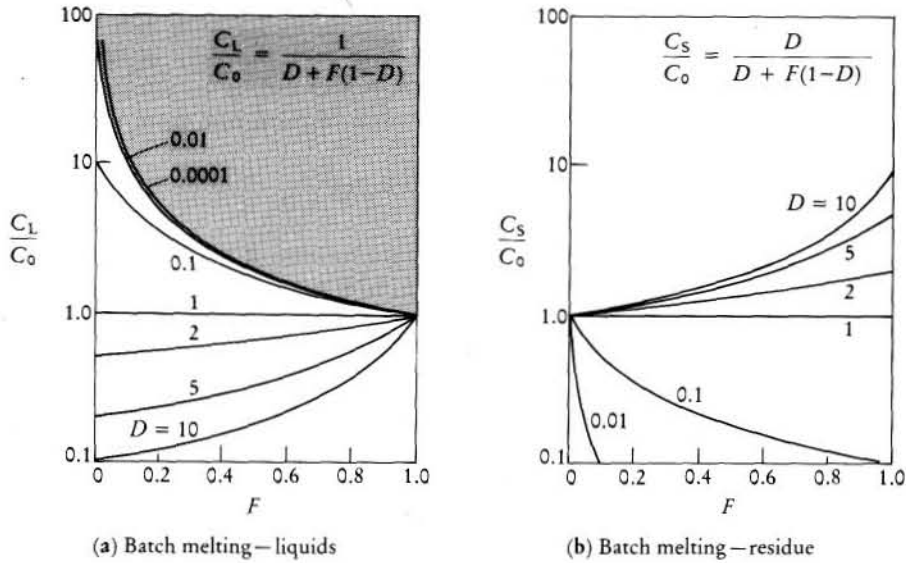 100
10
1.0
0.1
C_L/C_0
C_L/C_0 = 1/(D + F(1−D))
0.01
0.0001
0.1
1
2
5
D = 10
0 0.2 0.4 0.6 0.8 1.0
F
(a) Batch melting—liquids
100
10
1.0
0.1
C_S/C_0
C_S/C_0 = D/(D + F(1−D))
D = 10
5
2
1
0.1
0.01
0 0.2 0.4 0.6 0.8 1.0
F
(b) Batch melting—residue